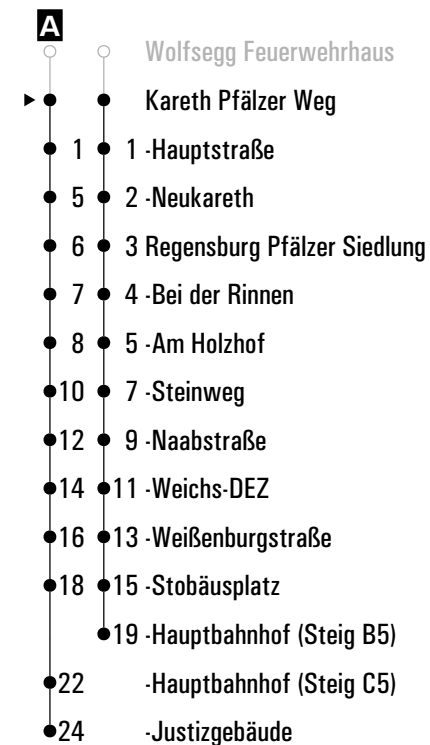 A
Wolfsegg Feuerwehrhaus
Kareth Pfälzer Weg
1 1 -Hauptstraße
5 2 -Neukareth
6 3 Regensburg Pfälzer Siedlung
7 4 -Bei der Rinnen
8 5 -Am Holzhof
10 7 -Steinweg
12 9 -Naabstraße
14 11 -Weichs-DEZ
16 13 -Weißenburgstraße
18 15 -Stobäusplatz
19 -Hauptbahnhof (Steig B5)
22 -Hauptbahnhof (Steig C5)
24 -Justizgebäude